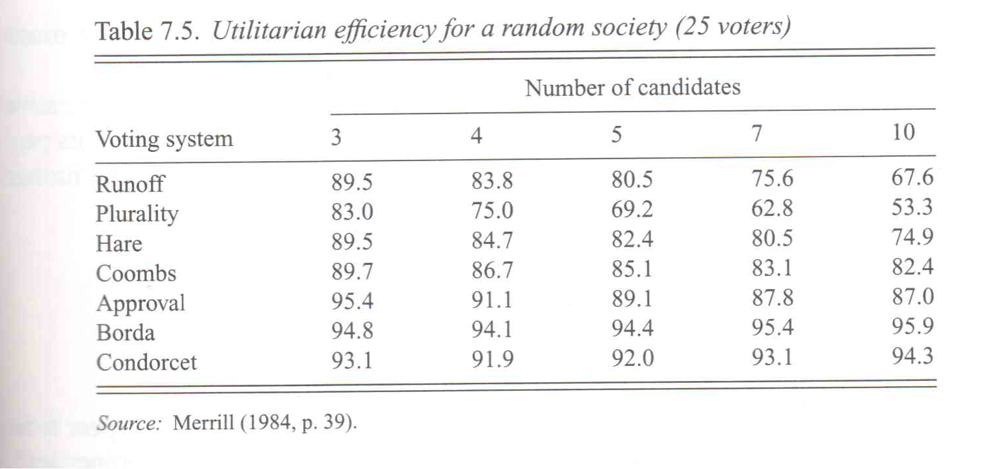 Table 7.5. Utilitarian efficiency for a random society (25 voters)
Number of candidates
Voting system 3 4 5 7 10
Runoff 89.5 83.8 80.5 75.6 67.6
Plurality 83.0 75.0 69.2 62.8 53.3
Hare 89.5 84.7 82.4 80.5 74.9
Coombs 89.7 86.7 85.1 83.1 82.4
Approval 95.4 91.1 89.1 87.8 87.0
Borda 94.8 94.1 94.4 95.4 95.9
Condorcet 93.1 91.9 92.0 93.1 94.3
Source: Merrill (1984, p. 39).